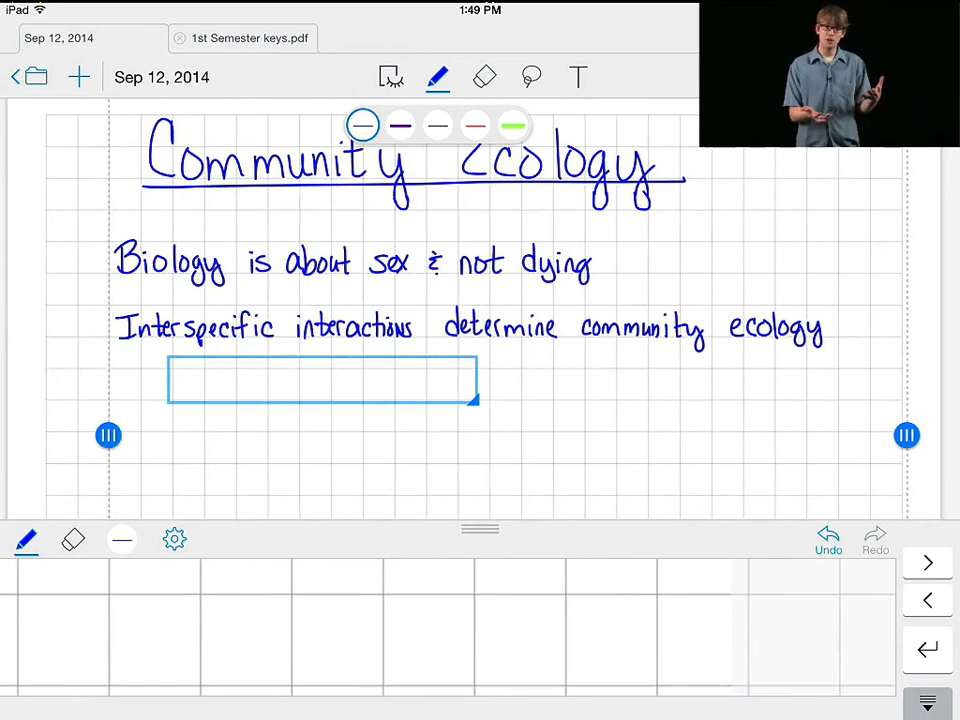 iPad 1:49 PM
Sep 12, 2014 1st Semester keys.pdf
Sep 12, 2014 T
Community Ecology
Biology is about sex & not dying
Interspecific interactions determine community ecology
Undo Redo